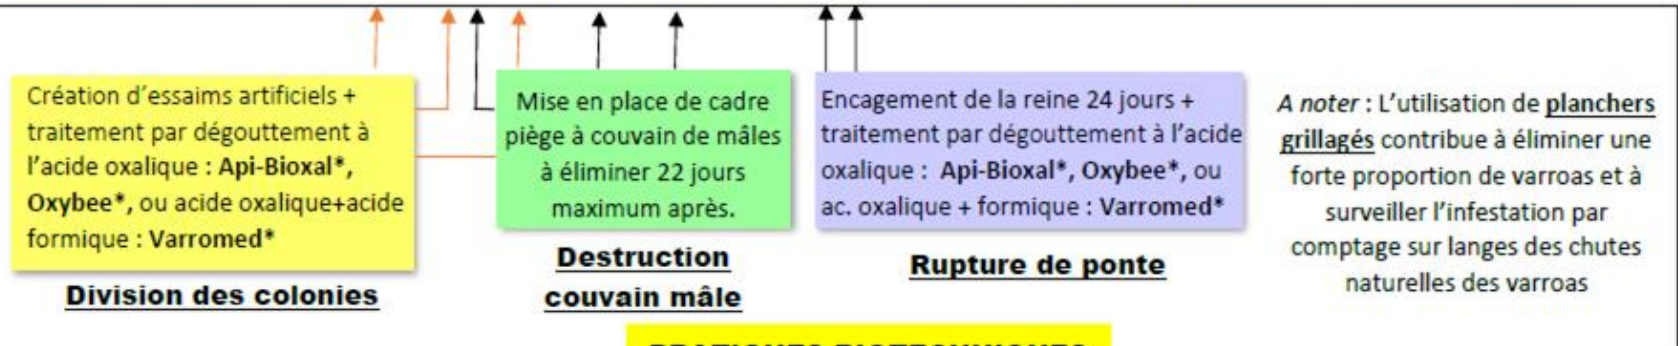 Création d'essaims artificiels +
traitement par dégouttement à
l'acide oxalique : Api-Bioxal*,
Oxybee*, ou acide oxalique+acide
formique : Varromed*
Division des colonies
Mise en place de cadre
piège à couvain de mâles
à éliminer 22 jours
maximum après.
Destruction
couvain mâle
Encagement de la reine 24 jours +
traitement par dégouttement à l'acide
oxalique : Api-Bioxal*, Oxybee*, ou
ac. oxalique + formique : Varromed*
Rupture de ponte
A noter : L'utilisation de planchers
grillagés contribue à éliminer une
forte proportion de varroas et à
surveiller l'infestation par
comptage sur langes des chutes
naturelles des varroas
PRATIQUES BIOTECHNIQUES